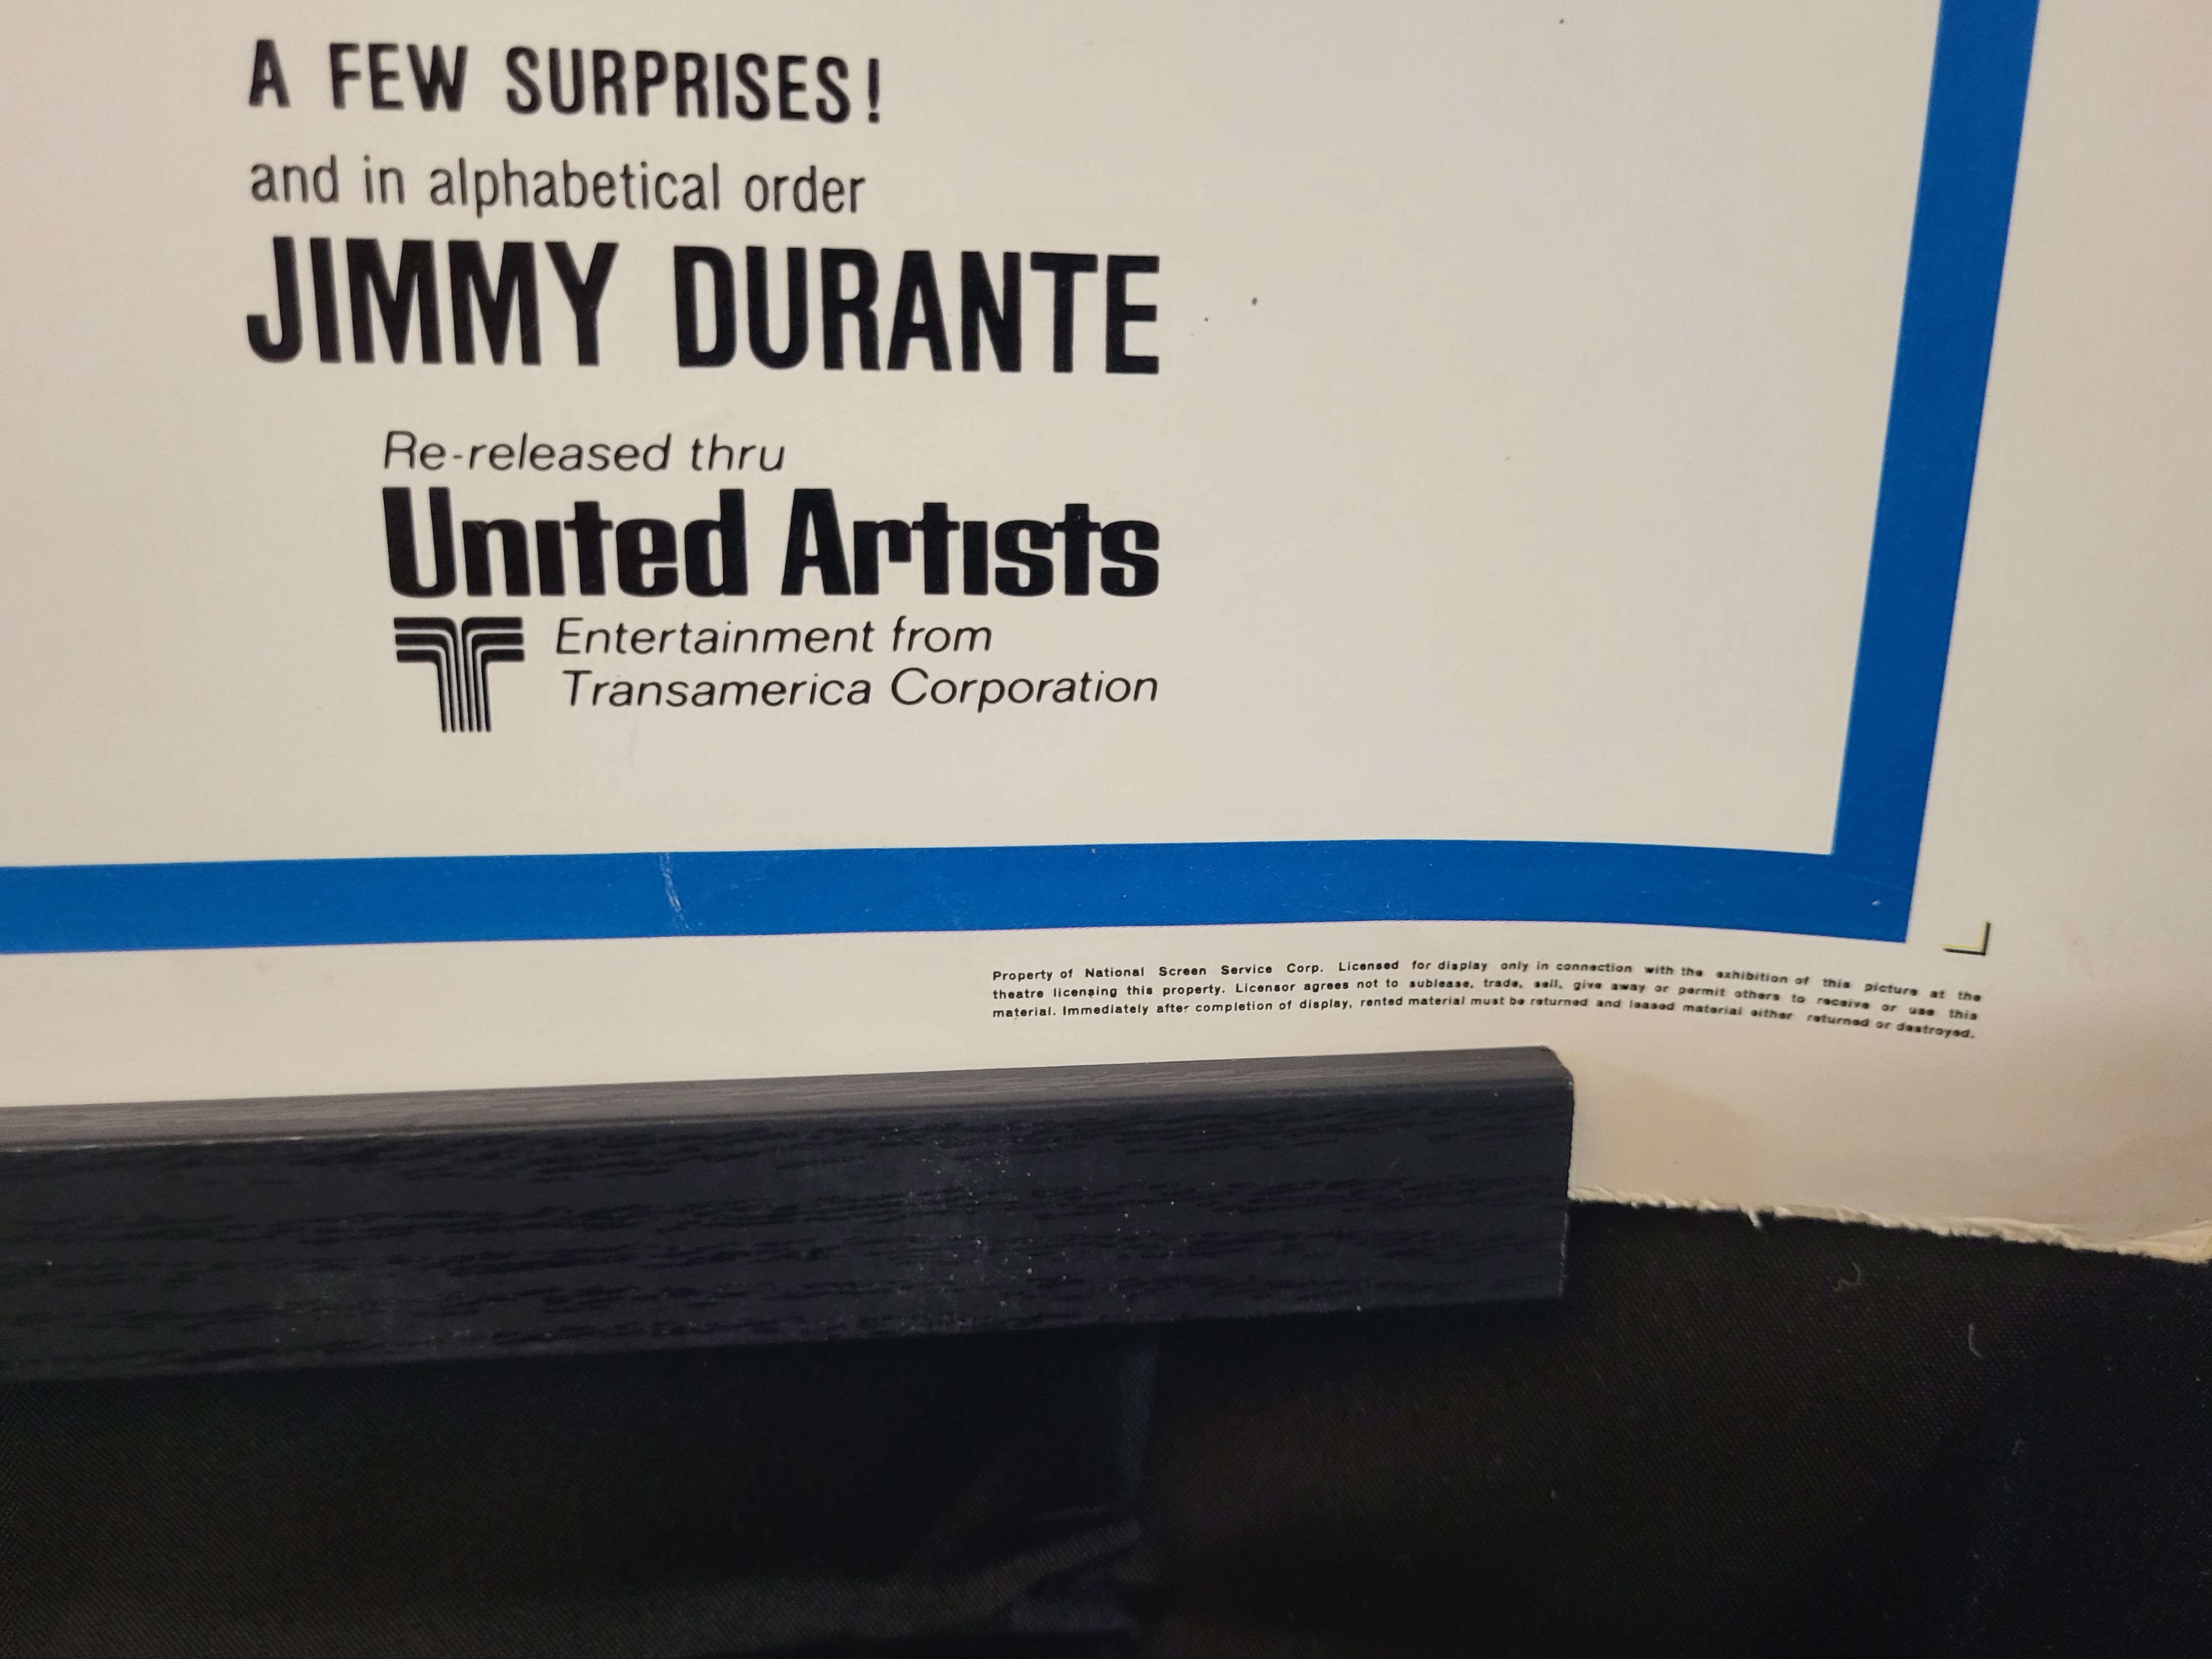 A FEW SURPRISES!
and in alphabetical order
JIMMY DURANTE
Re-released thru
United Artists
Entertainment from
Transamerica Corporation
Property of National Screen Service Corp. Licensed for display only in connection with the exhibition of this picture at the
theatre licensing this property. Licensor agrees not to sublease, trade, sell, give away or permit others to receive or use this
material. Immediately after completion of display, rented material must be returned and leased material either returned or destroyed.